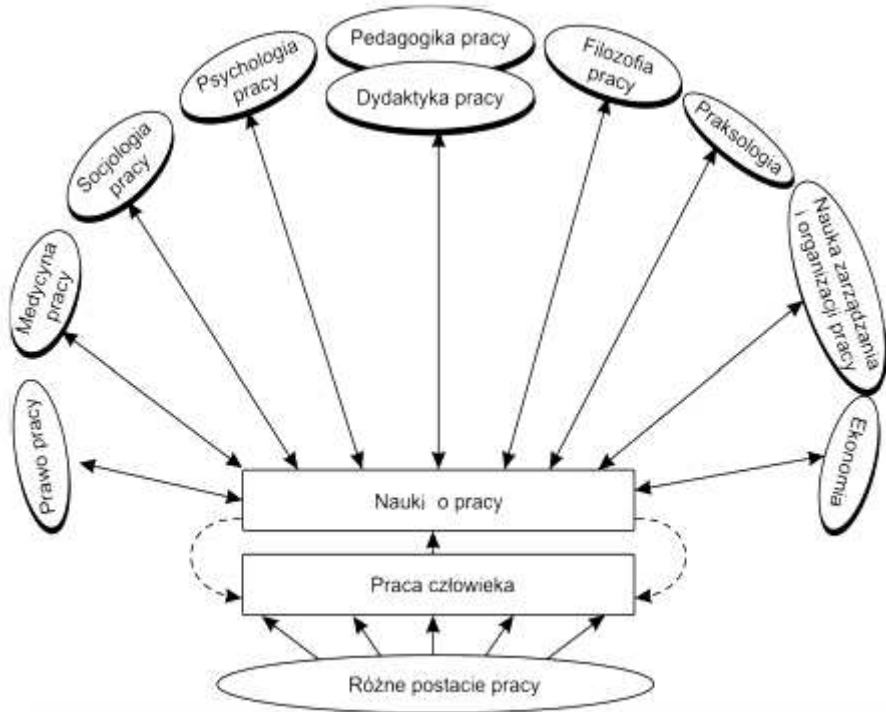 Pedagogika pracy
Dydaktyka pracy
Psychologia
pracy
Filozofia
pracy
Socjologia
pracy
Praksologia
Medycyna
pracy
Nauka zarządzania
i organizacji pracy
Prawo pracy
Ekonomia
Nauki o pracy
Praca człowieka
Różne postacie pracy